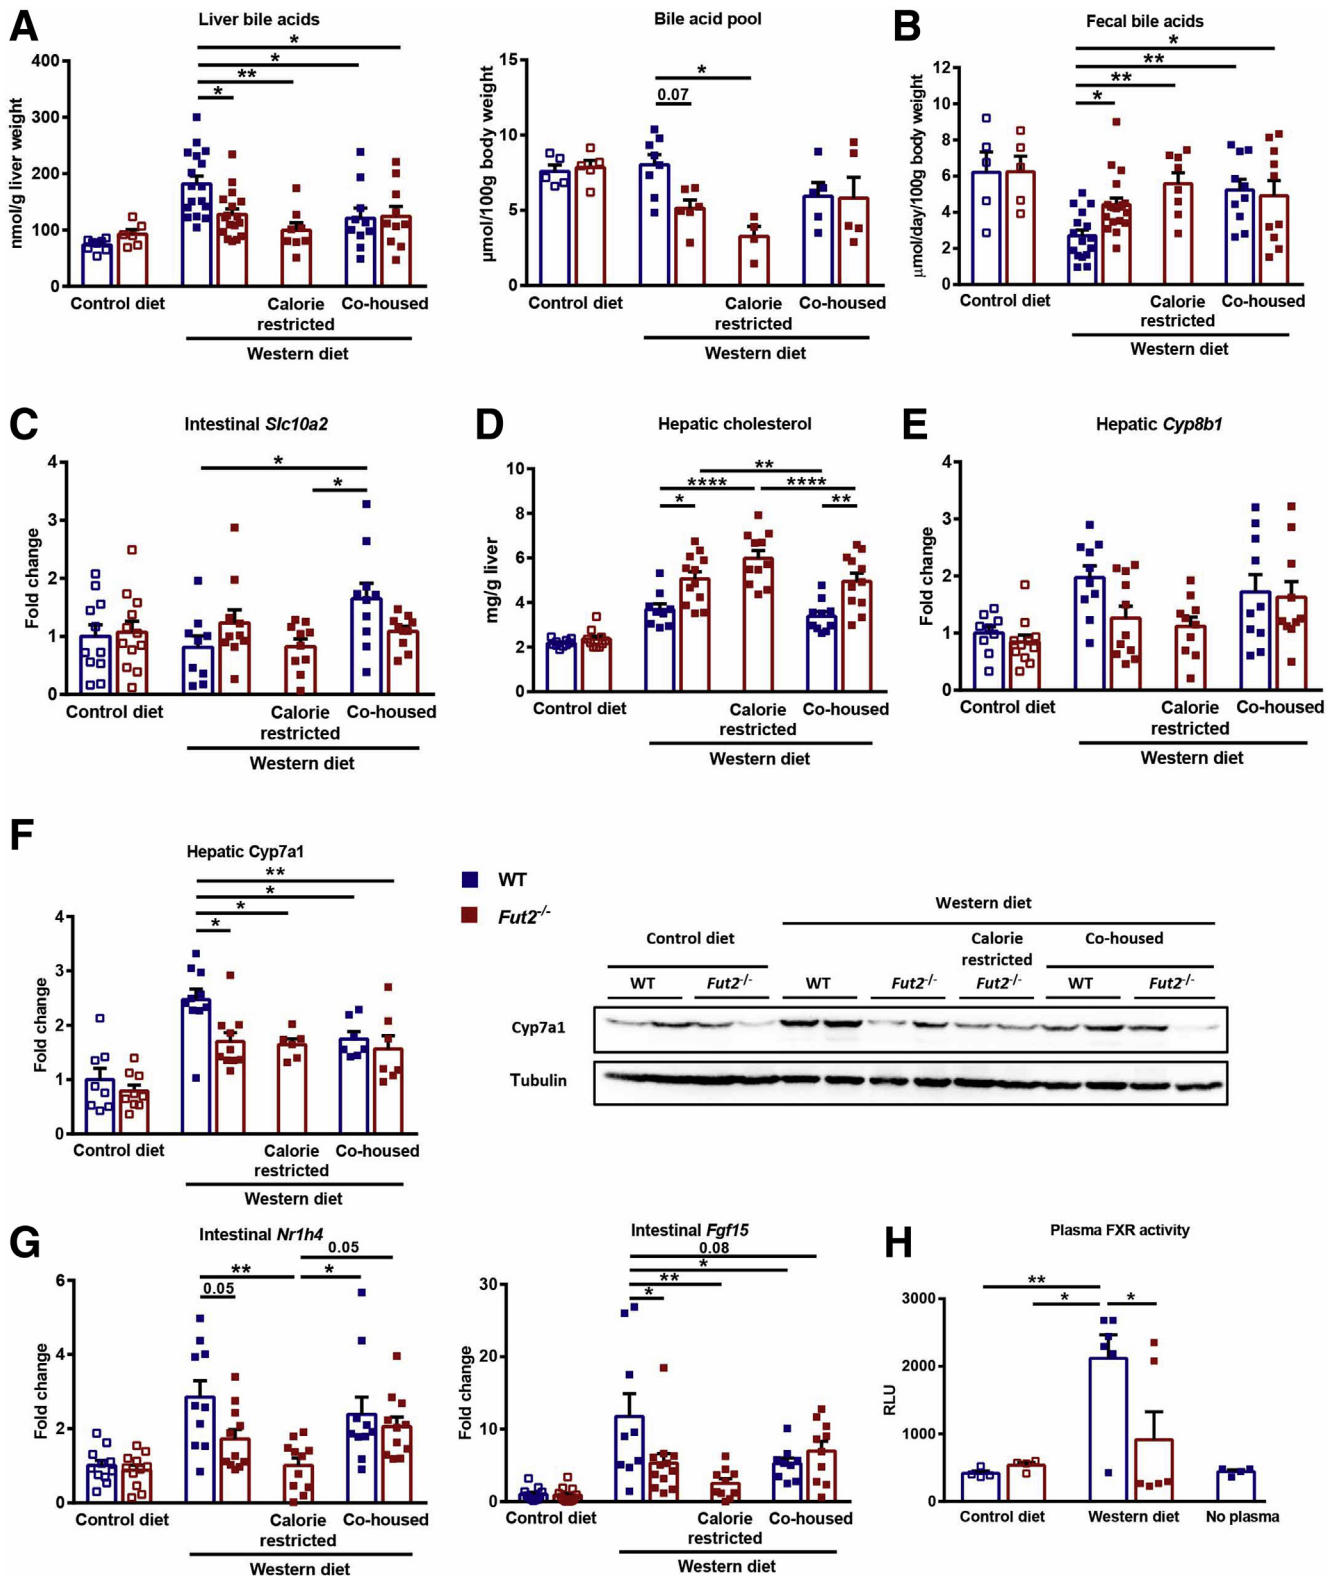 A
Liver bile acids
*
*
**
*
nmol/g liver weight
400
300
200
100
0
Control diet
Calorie
restricted
Co-housed
Western diet
Bile acid pool
*
0.07
µmol/100g body weight
15
10
5
0
Control diet
Calorie
restricted
Co-housed
Western diet
B
Fecal bile acids
*
**
**
*
µmol/day/100g body weight
12
10
8
6
4
2
0
Control diet
Calorie
restricted
Co-housed
Western diet
C
Intestinal Slc10a2
*
*
Fold change
4
3
2
1
0
Control diet
Calorie
restricted
Co-housed
Western diet
D
Hepatic cholesterol
**
**** ****
* **
mg/g liver
10
8
6
4
2
0
Control diet
Calorie
restricted
Co-housed
Western diet
E
Hepatic Cyp8b1
Fold change
4
3
2
1
0
Control diet
Calorie
restricted
Co-housed
Western diet
F
Hepatic Cyp7a1
**
*
*
*
Fold change
4
3
2
1
0
Control diet
Calorie
restricted
Co-housed
Western diet
WT
Fut2-/-
Western diet
Control diet
Calorie
restricted
Co-housed
WT Fut2-/- WT Fut2-/- Fut2-/- WT Fut2-/-
Cyp7a1
Tubulin
G
Intestinal Nr1h4
0.05
** *
0.05
Fold change
6
4
2
0
Control diet
Calorie
restricted
Co-housed
Western diet
Intestinal Fgf15
0.08
*
**
*
Fold change
30
20
10
0
Control diet
Calorie
restricted
Co-housed
Western diet
H
Plasma FXR activity
**
* *
RLU
3000
2000
1000
0
Control diet
Western diet
No plasma